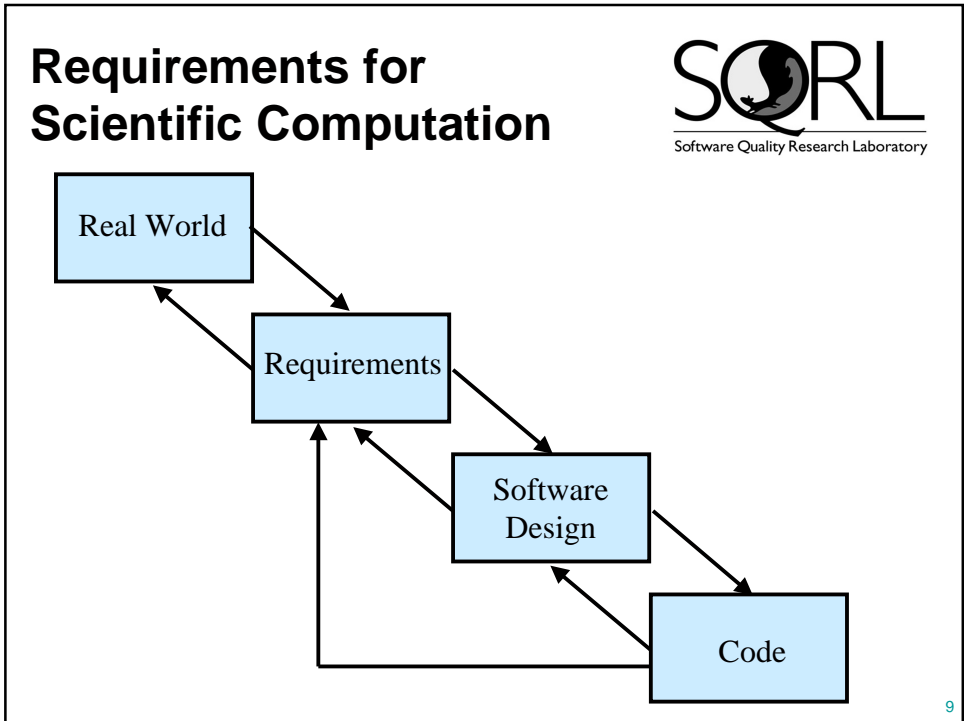 Requirements for
Scientific Computation
SQRL
Software Quality Research Laboratory
Real World
Requirements
Software
Design
Code
9